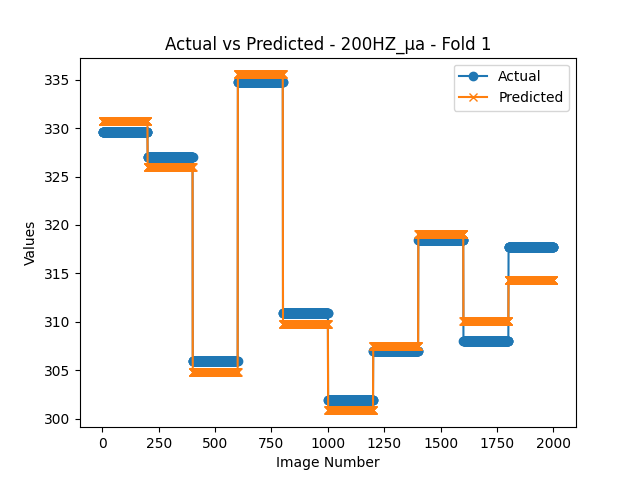 Actual vs Predicted - 200HZ_μa - Fold 1
Actual
Predicted
Values
335
330
325
320
315
310
305
300
0 250 500 750 1000 1250 1500 1750 2000
Image Number